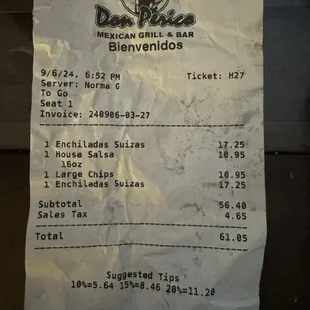 Don Perico
MEXICAN GRILL & BAR
Bienvenidos
9/6/24, 6:52 PM Ticket: H27
Server: Norma G
To Go
Seat 1
Invoice: 240906-03-27
1 Enchiladas Suizas 17.25
1 House Salsa 10.95
16oz
1 Large Chips 10.95
1 Enchiladas Suizas 17.25
Subtotal 56.40
Sales Tax 4.65
Total 61.05
Suggested Tips
10%=5.64 15%=8.46 20%=11.28